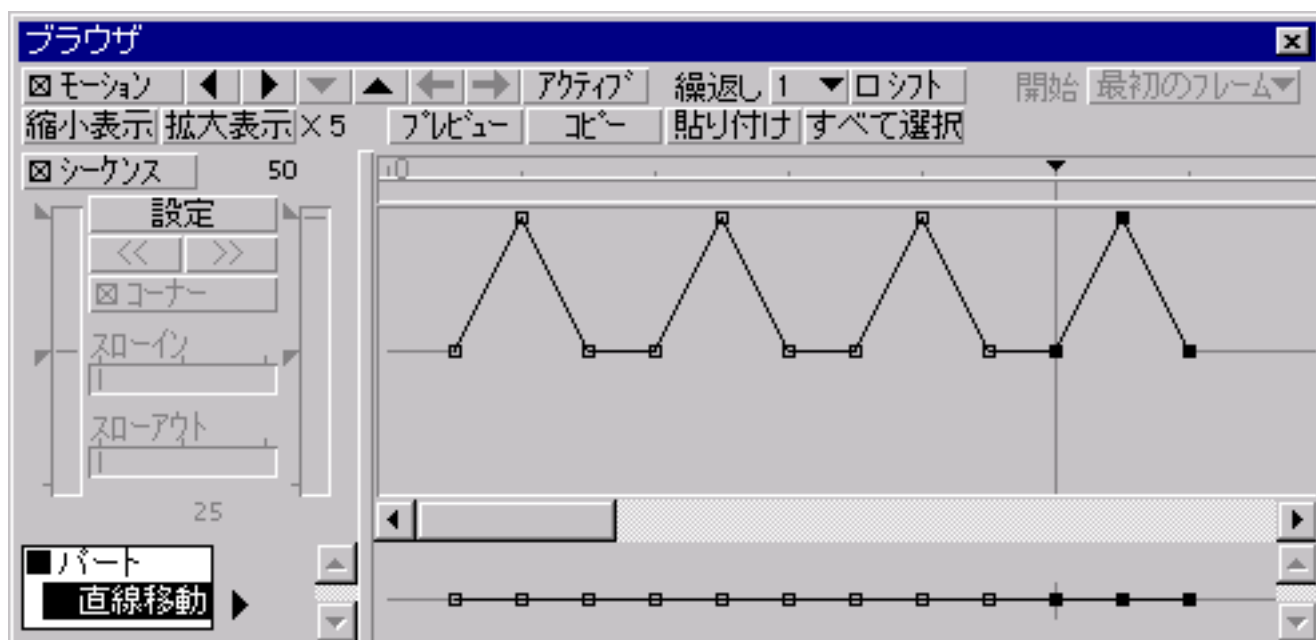 ブラウザ
モーション アクティブ 繰返し 1 シフト 開始 最初のフレーム
縮小表示 拡大表示 X 5 プレビュー コピー 貼り付け すべて選択
シーケンス 50 0
設定
<< >>
コーナー
スローイン
スローアウト
25
パート
直線移動